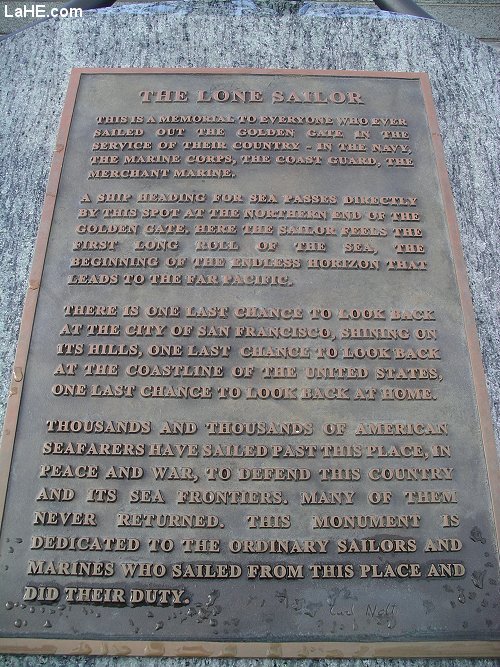 LaHE.com
THE LONE SAILOR
THIS IS A MEMORIAL TO EVERYONE WHO EVER
SAILED OUT THE GOLDEN GATE IN THE
SERVICE OF THEIR COUNTRY - IN THE NAVY,
THE MARINE CORPS, THE COAST GUARD, THE
MERCHANT MARINE.
A SHIP HEADING FOR SEA PASSES DIRECTLY
BY THIS SPOT AT THE NORTHERN END OF THE
GOLDEN GATE. HERE THE SAILOR FEELS THE
FIRST LONG ROLL OF THE SEA, THE
BEGINNING OF THE ENDLESS HORIZON THAT
LEADS TO THE FAR PACIFIC.
THERE IS ONE LAST CHANCE TO LOOK BACK
AT THE CITY OF SAN FRANCISCO, SHINING ON
ITS HILLS, ONE LAST CHANCE TO LOOK BACK
AT THE COASTLINE OF THE UNITED STATES,
ONE LAST CHANCE TO LOOK BACK AT HOME.
THOUSANDS AND THOUSANDS OF AMERICAN
SEAFARERS HAVE SAILED PAST THIS PLACE, IN
PEACE AND WAR, TO DEFEND THIS COUNTRY
AND ITS SEA FRONTIERS. MANY OF THEM
NEVER RETURNED. THIS MONUMENT IS
DEDICATED TO THE ORDINARY SAILORS AND
MARINES WHO SAILED FROM THIS PLACE AND
DID THEIR DUTY.